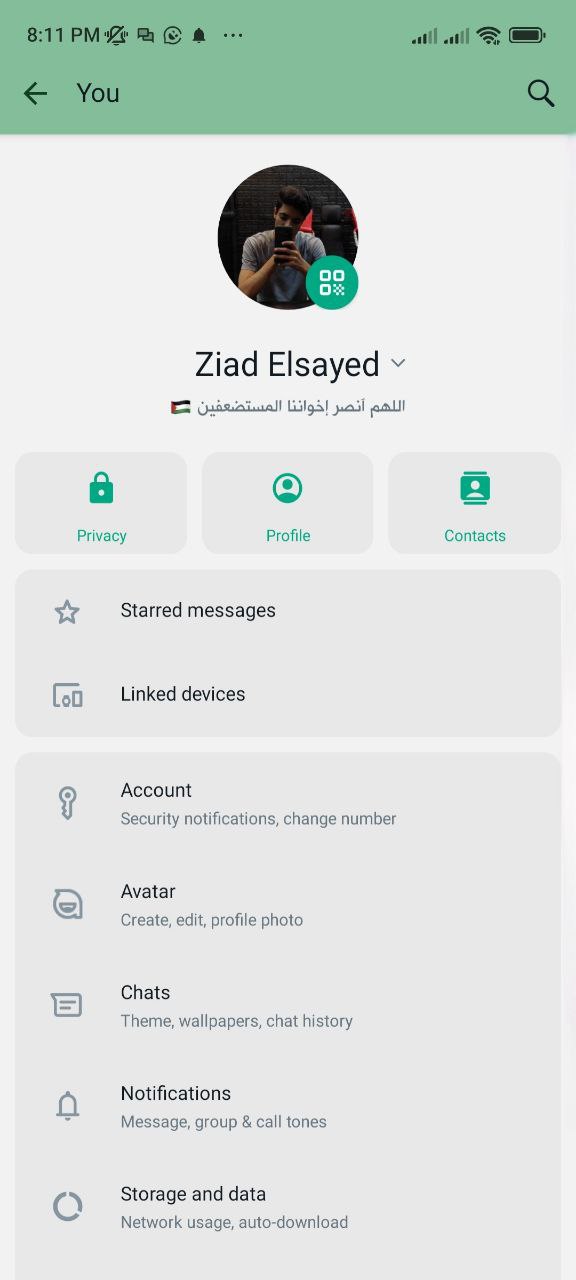 8:11 PM
You
Ziad Elsayed
اللهم أنصر إخواننا المستضعفين 🇵🇸
Privacy
Profile
Contacts
Starred messages
Linked devices
Account
Security notifications, change number
Avatar
Create, edit, profile photo
Chats
Theme, wallpapers, chat history
Notifications
Message, group & call tones
Storage and data
Network usage, auto-download